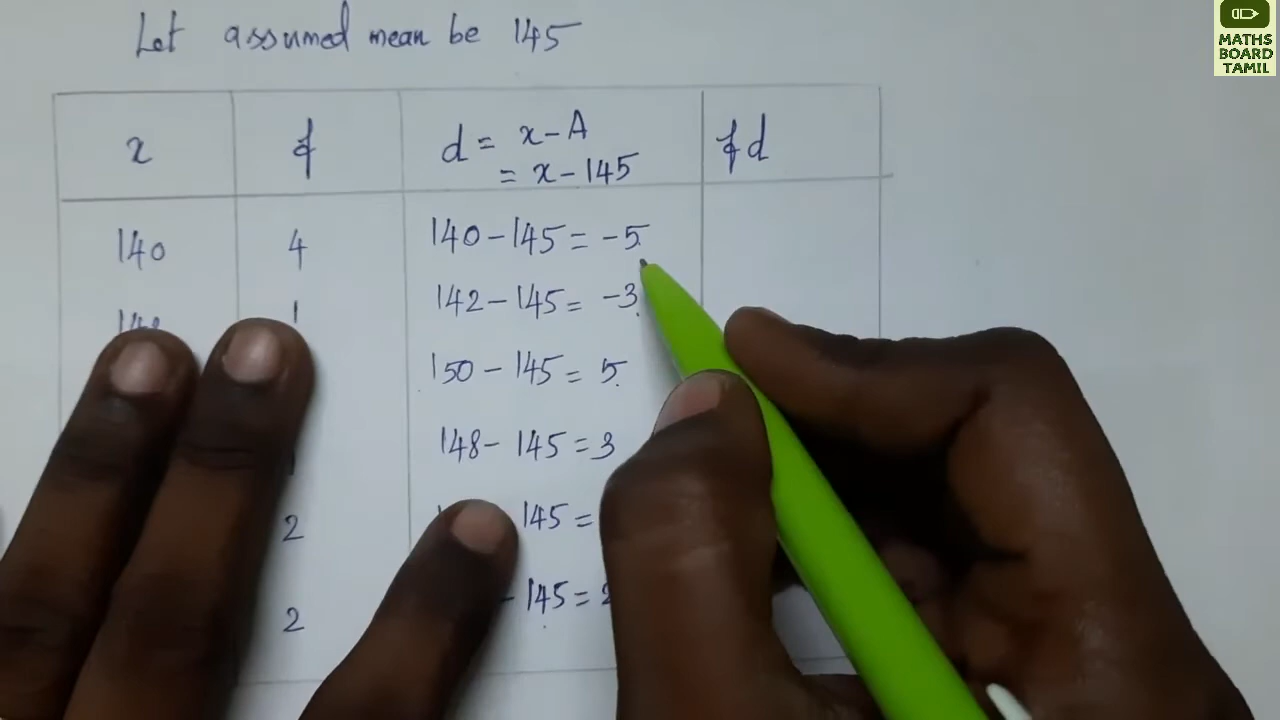 Let assumed mean be 145
MATHS
BOARD
TAMIL
x f d = x - A fd
= x - 145
140 4 140 - 145 = -5
1 142 - 145 = -3
150 - 145 = 5
148 - 145 = 3
2 145 =
2 - 145 =